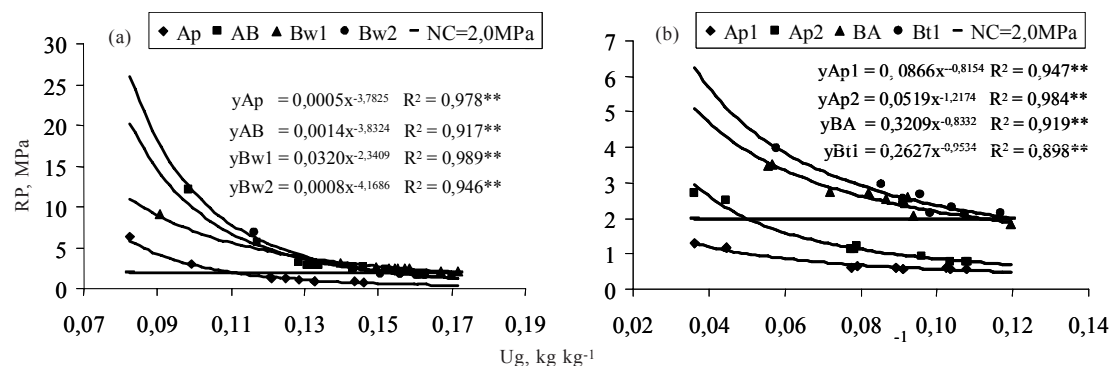 (a) Ap AB Bw1 Bw2 NC=2,0MPa
yAp = 0,0005x-3,7825 R² = 0,978**
yAB = 0,0014x-3,8324 R² = 0,917**
yBw1 = 0,0320x-2,3409 R² = 0,989**
yBw2 = 0,0008x-4,1686 R² = 0,946**
RP, MPa
30
25
20
15
10
5
0
0,07 0,09 0,11 0,13 0,15 0,17 0,19
(b) Ap1 Ap2 BA Bt1 NC=2,0MPa
yAp1 = 0, 0866x--0,8154 R² = 0,947**
yAp2 = 0,0519x-1,2174 R² = 0,984**
yBA = 0,3209x-0,8332 R² = 0,919**
yBt1 = 0,2627x-0,9534 R² = 0,898**
7
6
5
4
3
2
1
0
0,02 0,04 0,06 0,08 0,10 0,12 0,14
-1
Ug, kg kg-1